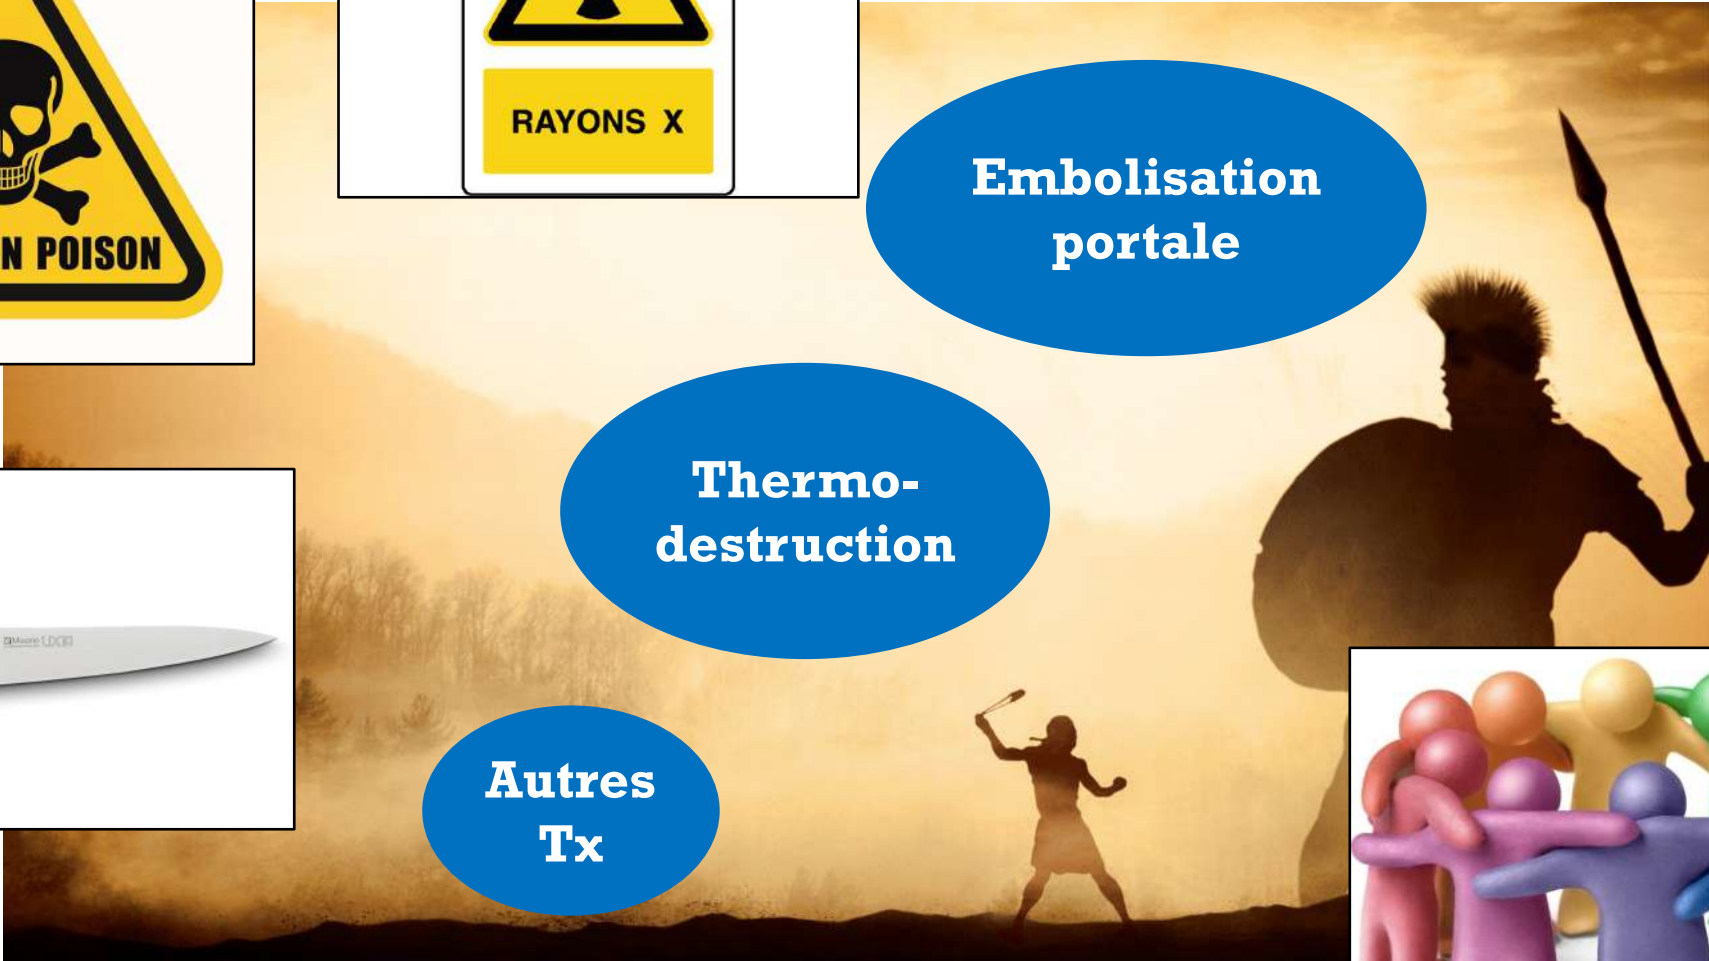 RAYONS X
N POISON
Embolisation
portale
Thermo-
destruction
Autres
Tx